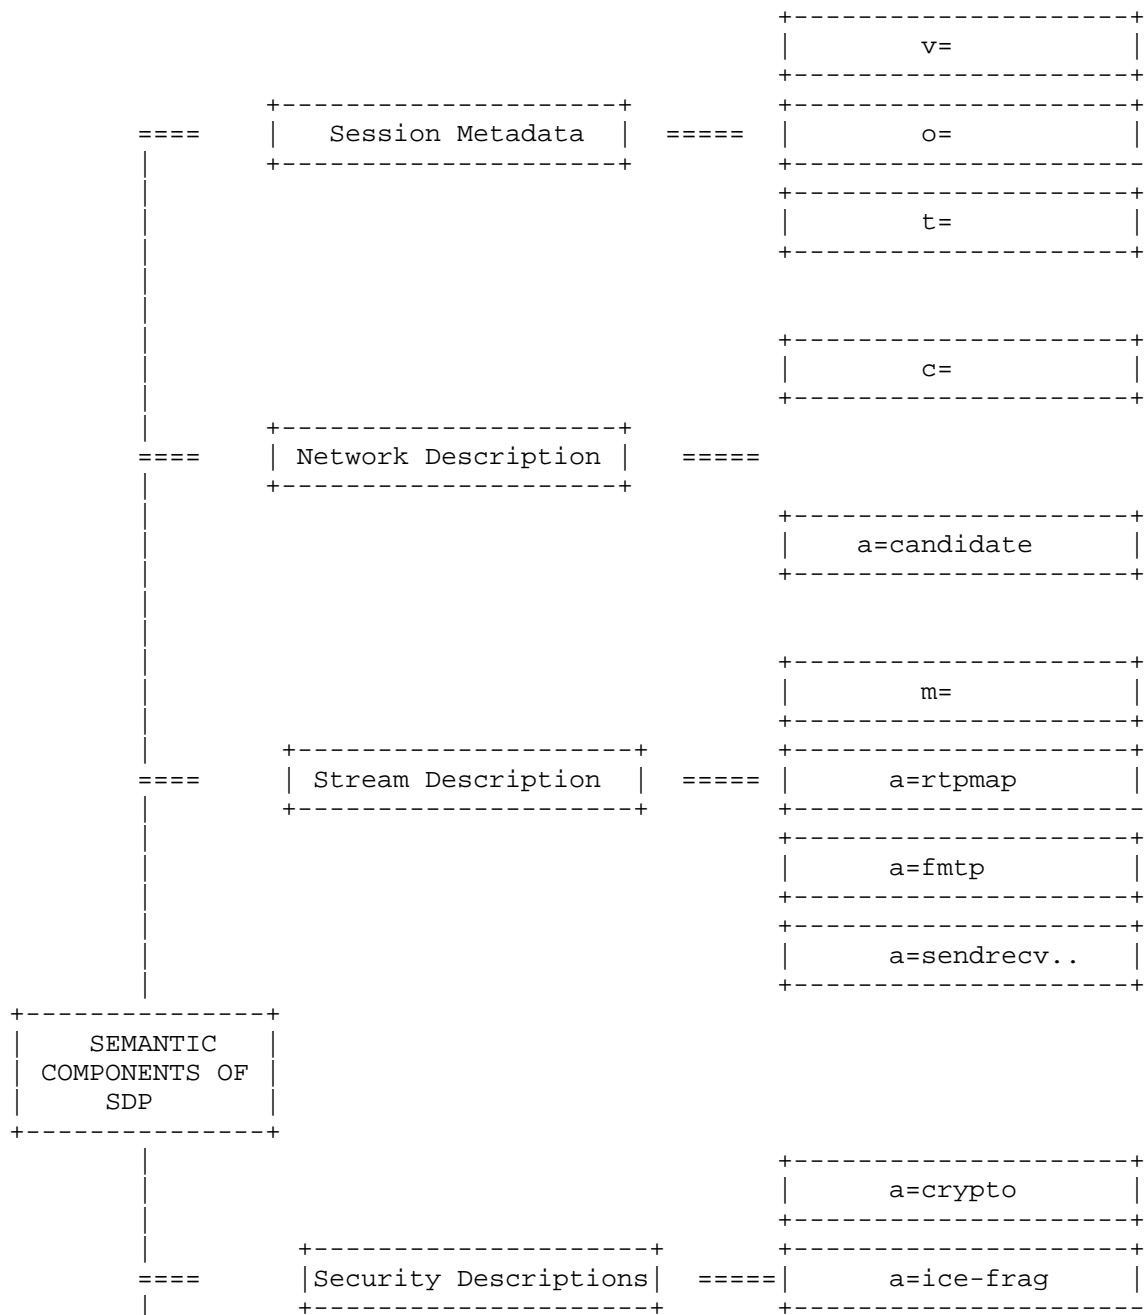 v=
==== Session Metadata ===== o=
t=
c=
==== Network Description =====
a=candidate
m=
==== Stream Description ===== a=rtpmap
a=fmtp
a=sendrecv..
SEMANTIC
COMPONENTS OF
SDP
a=crypto
==== Security Descriptions ===== a=ice-frag